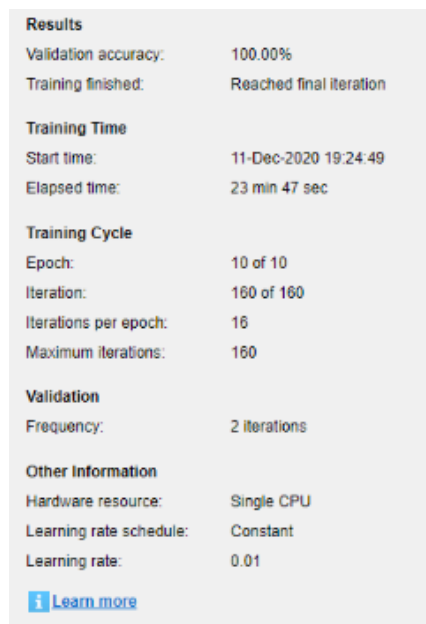 Results
Validation accuracy: 100.00%
Training finished: Reached final iteration
Training Time
Start time: 11-Dec-2020 19:24:49
Elapsed time: 23 min 47 sec
Training Cycle
Epoch: 10 of 10
Iteration: 160 of 160
Iterations per epoch: 16
Maximum iterations: 160
Validation
Frequency: 2 iterations
Other Information
Hardware resource: Single CPU
Learning rate schedule: Constant
Learning rate: 0.01
i Learn more